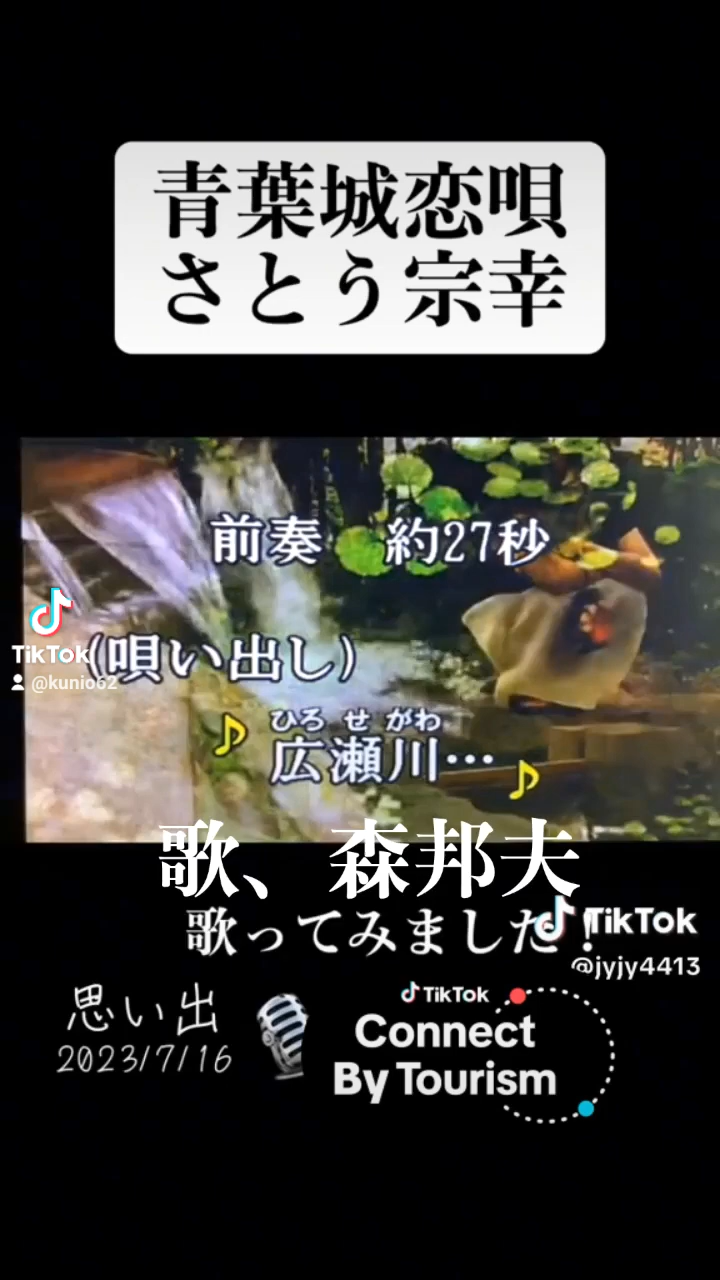 青葉城恋唄
さとう宗幸
前奏 約27秒
TikTok
@kunio62
(唄い出し)
ひろ せ がわ
♪ 広瀬川… ♪
歌、森邦夫
歌ってみました!
TikTok
@jyjy4413
思い出
2023/7/16
TikTok
Connect
By Tourism